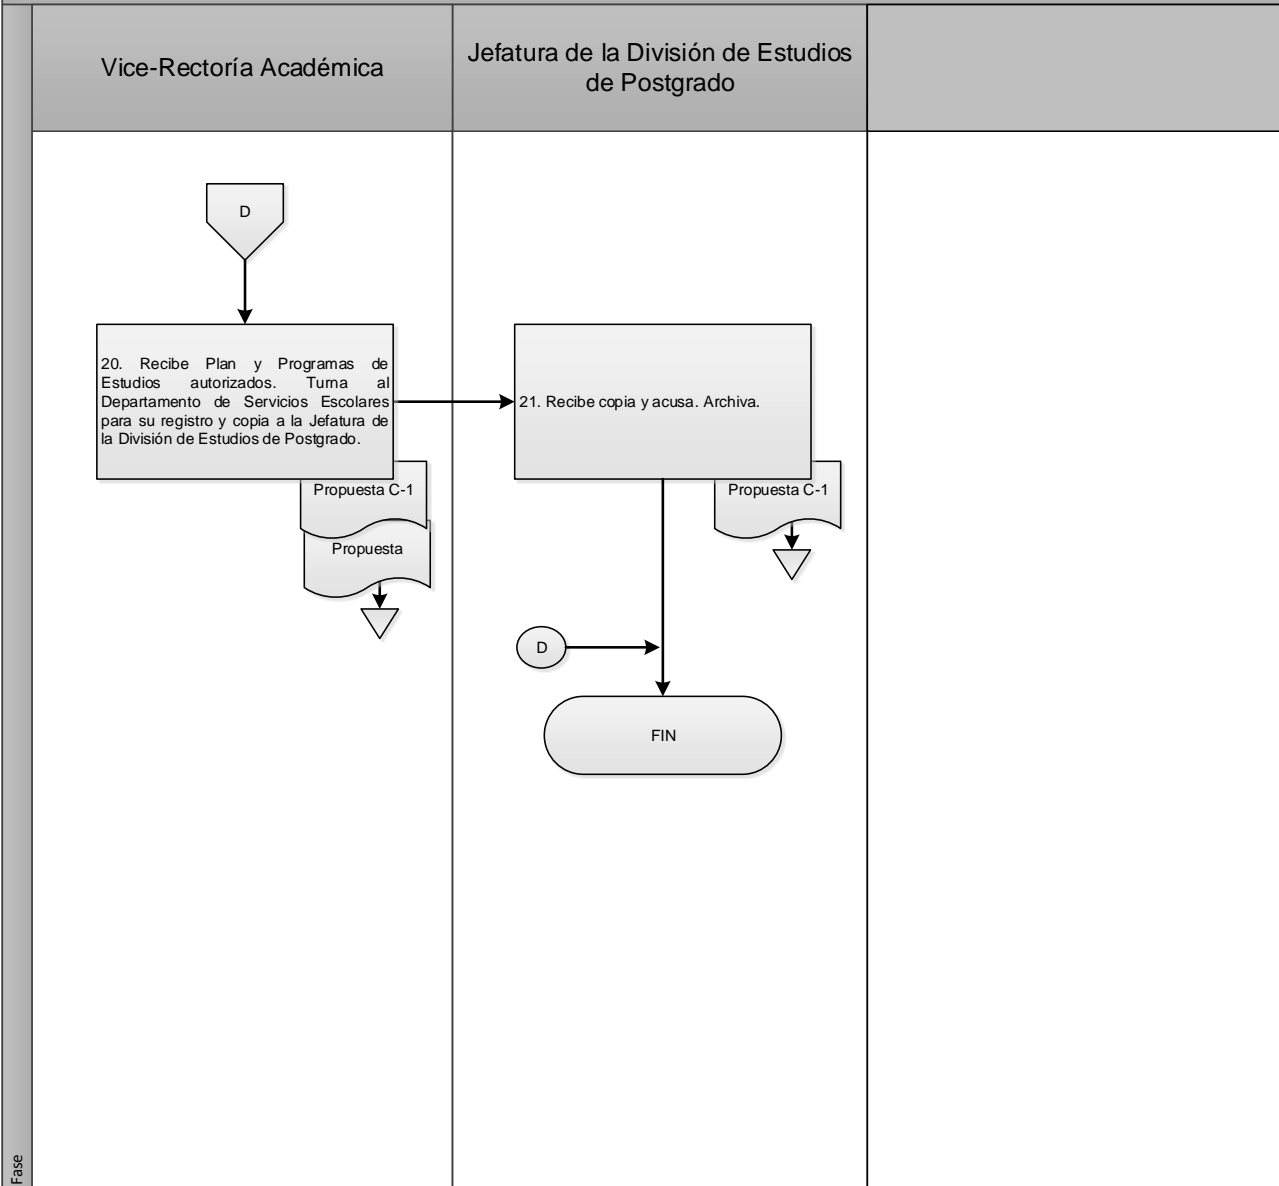 Vice-Rectoría Académica
Jefatura de la División de Estudios
de Postgrado
D
20. Recibe Plan y Programas de
Estudios autorizados. Turna al
Departamento de Servicios Escolares
para su registro y copia a la Jefatura de
la División de Estudios de Postgrado.
21. Recibe copia y acusa. Archiva.
Propuesta C-1
Propuesta
Propuesta C-1
D
FIN
Fase